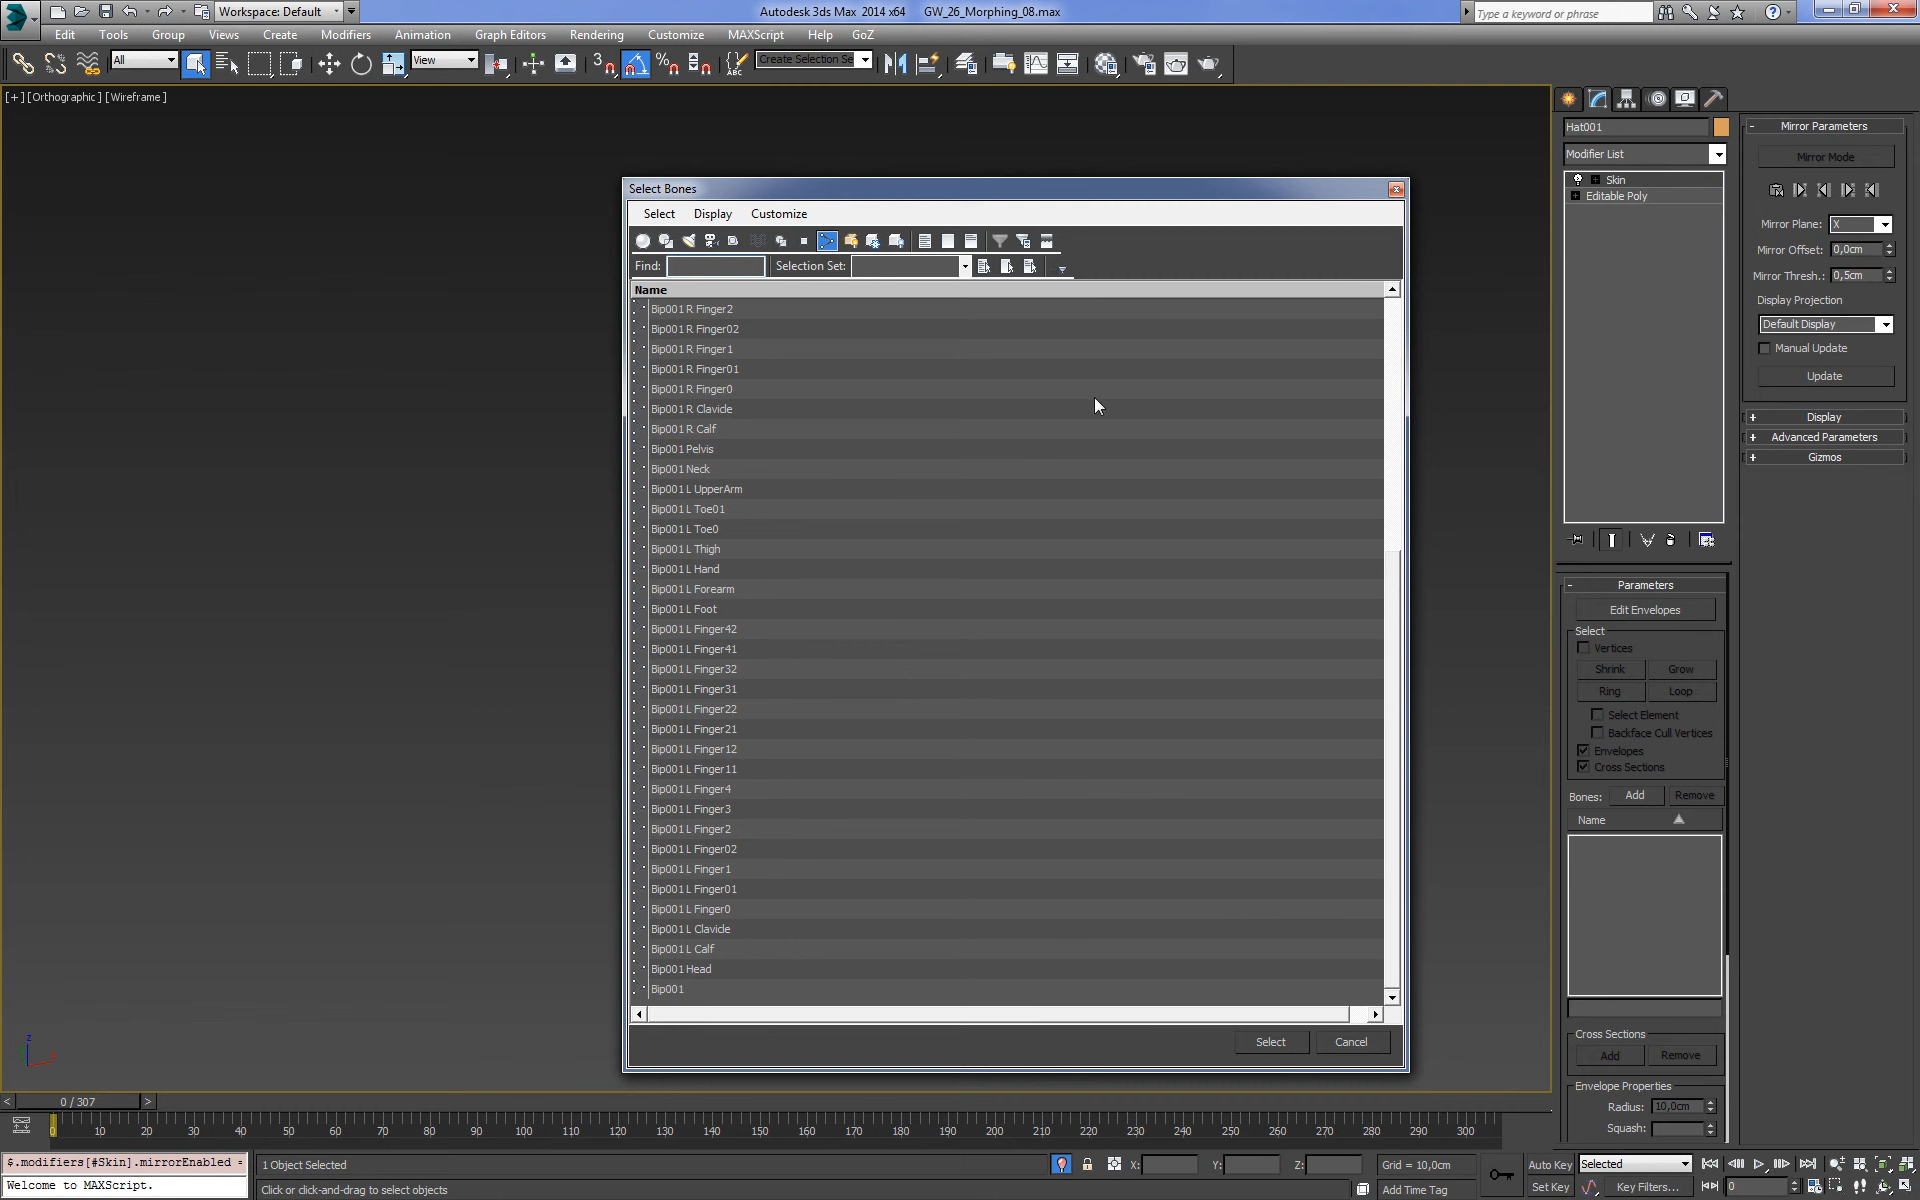 Workspace: Default
Autodesk 3ds Max 2014 x64 GW_26_Morphing_08.max
Type a keyword or phrase
Edit Tools Group Views Create Modifiers Animation Graph Editors Rendering Customize MAXScript Help GoZ
All
View
Create Selection Se
[+] [Orthographic] [Wireframe]
Select Bones
Select Display Customize
Find: Selection Set:
Name
Bip001 R Finger2
Bip001 R Finger02
Bip001 R Finger1
Bip001 R Finger01
Bip001 R Finger0
Bip001 R Clavicle
Bip001 R Calf
Bip001 Pelvis
Bip001 Neck
Bip001 L UpperArm
Bip001 L Toe01
Bip001 L Toe0
Bip001 L Thigh
Bip001 L Hand
Bip001 L Forearm
Bip001 L Foot
Bip001 L Finger42
Bip001 L Finger41
Bip001 L Finger32
Bip001 L Finger31
Bip001 L Finger22
Bip001 L Finger21
Bip001 L Finger12
Bip001 L Finger11
Bip001 L Finger4
Bip001 L Finger3
Bip001 L Finger2
Bip001 L Finger02
Bip001 L Finger1
Bip001 L Finger01
Bip001 L Finger0
Bip001 L Clavicle
Bip001 L Calf
Bip001 Head
Bip001
Select Cancel
Hat001
Modifier List
Skin
Editable Poly
Parameters
Edit Envelopes
Select
Vertices
Shrink Grow
Ring Loop
Select Element
Backface Cull Vertices
Envelopes
Cross Sections
Bones: Add Remove
Name
Cross Sections
Add Remove
Envelope Properties
Radius: 10,0cm
Squash:
Mirror Parameters
Mirror Mode
Mirror Plane: X
Mirror Offset: 0,0cm
Mirror Thresh.: 0,5cm
Display Projection
Default Display
Manual Update
Update
Display
Advanced Parameters
Gizmos
z
< 0 / 307 >
0 10 20 30 40 50 60 70 80 90 100 110 120 130 140 150 160 170 180 190 200 210 220 230 240 250 260 270 280 290 300
$.modifiers[#Skin].mirrorEnabled =
Welcome to MAXScript.
1 Object Selected
Click or click-and-drag to select objects
X: Y: Z: Grid = 10,0cm
Add Time Tag
Auto Key Selected
Set Key Key Filters...
0